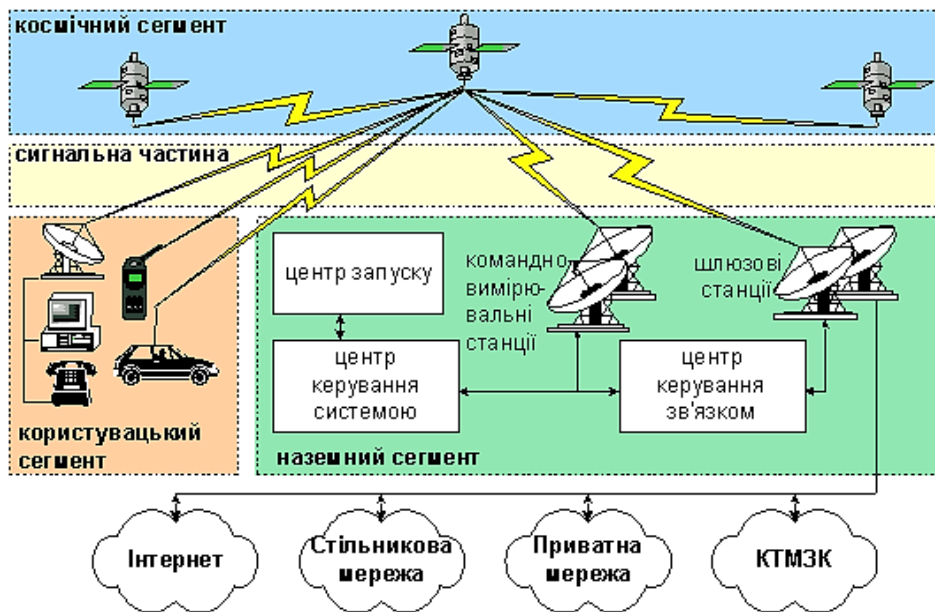 космічний сегмент
сигнальна частина
центр запуску
командно
вимірю-
вальні
станції
шлюзові
станції
центр
керування
системою
центр
керування
зв'язком
користувацький
сегмент
наземний сегмент
Інтернет
Стільникова
мережа
Приватна
мережа
КТМЗК